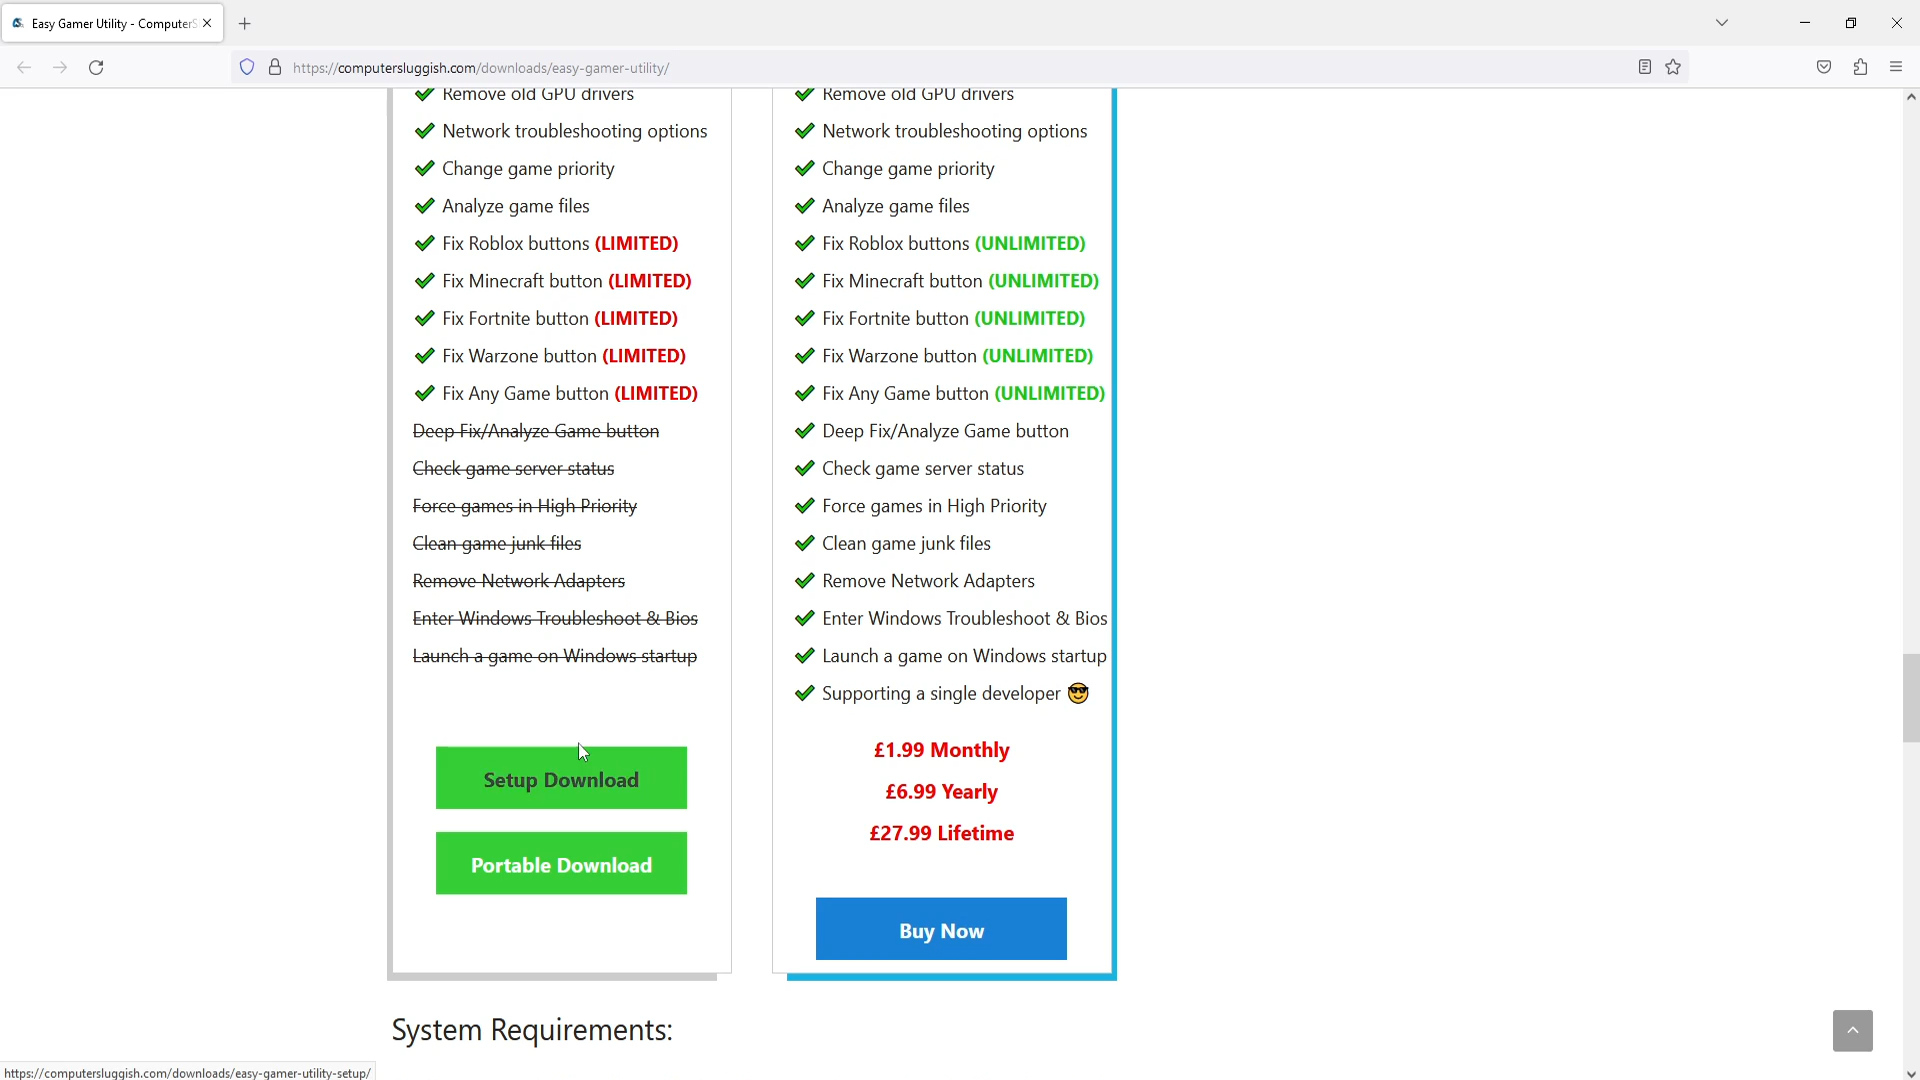 Easy Gamer Utility - ComputerS
https://computersluggish.com/downloads/easy-gamer-utility/
Remove old GPU drivers
Network troubleshooting options
Change game priority
Analyze game files
Fix Roblox buttons (LIMITED)
Fix Minecraft button (LIMITED)
Fix Fortnite button (LIMITED)
Fix Warzone button (LIMITED)
Fix Any Game button (LIMITED)
Deep Fix/Analyze Game button
Check game server status
Force games in High Priority
Clean game junk files
Remove Network Adapters
Enter Windows Troubleshoot & Bios
Launch a game on Windows startup
Setup Download
Portable Download
Remove old GPU drivers
Network troubleshooting options
Change game priority
Analyze game files
Fix Roblox buttons (UNLIMITED)
Fix Minecraft button (UNLIMITED)
Fix Fortnite button (UNLIMITED)
Fix Warzone button (UNLIMITED)
Fix Any Game button (UNLIMITED)
Deep Fix/Analyze Game button
Check game server status
Force games in High Priority
Clean game junk files
Remove Network Adapters
Enter Windows Troubleshoot & Bios
Launch a game on Windows startup
Supporting a single developer 😎
£1.99 Monthly
£6.99 Yearly
£27.99 Lifetime
Buy Now
System Requirements:
https://computersluggish.com/downloads/easy-gamer-utility-setup/